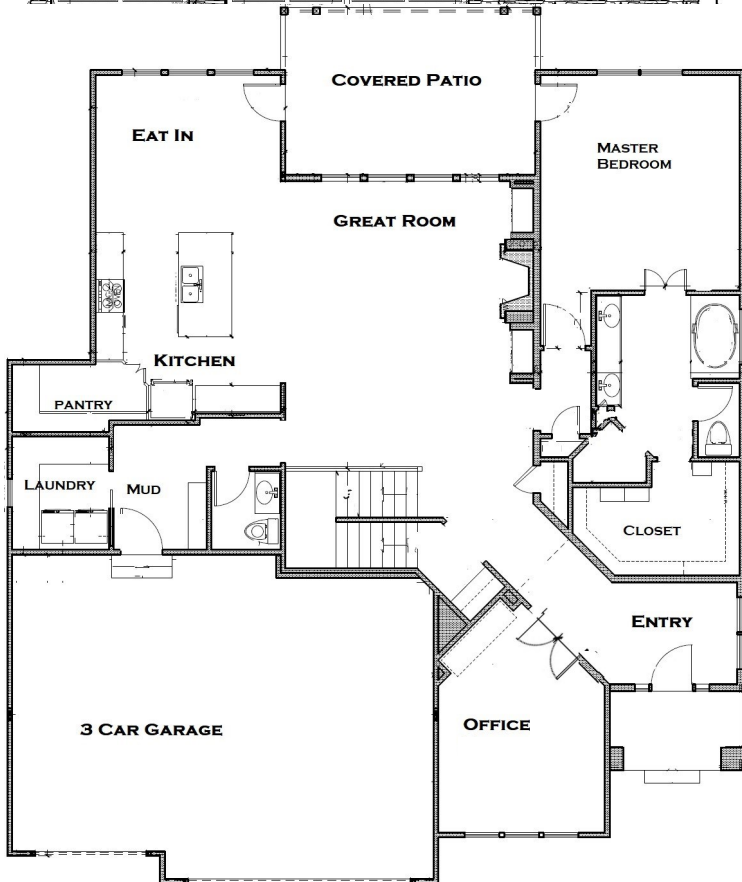 COVERED PATIO
EAT IN
MASTER
BEDROOM
GREAT ROOM
KITCHEN
PANTRY
LAUNDRY
MUD
CLOSET
ENTRY
3 CAR GARAGE
OFFICE